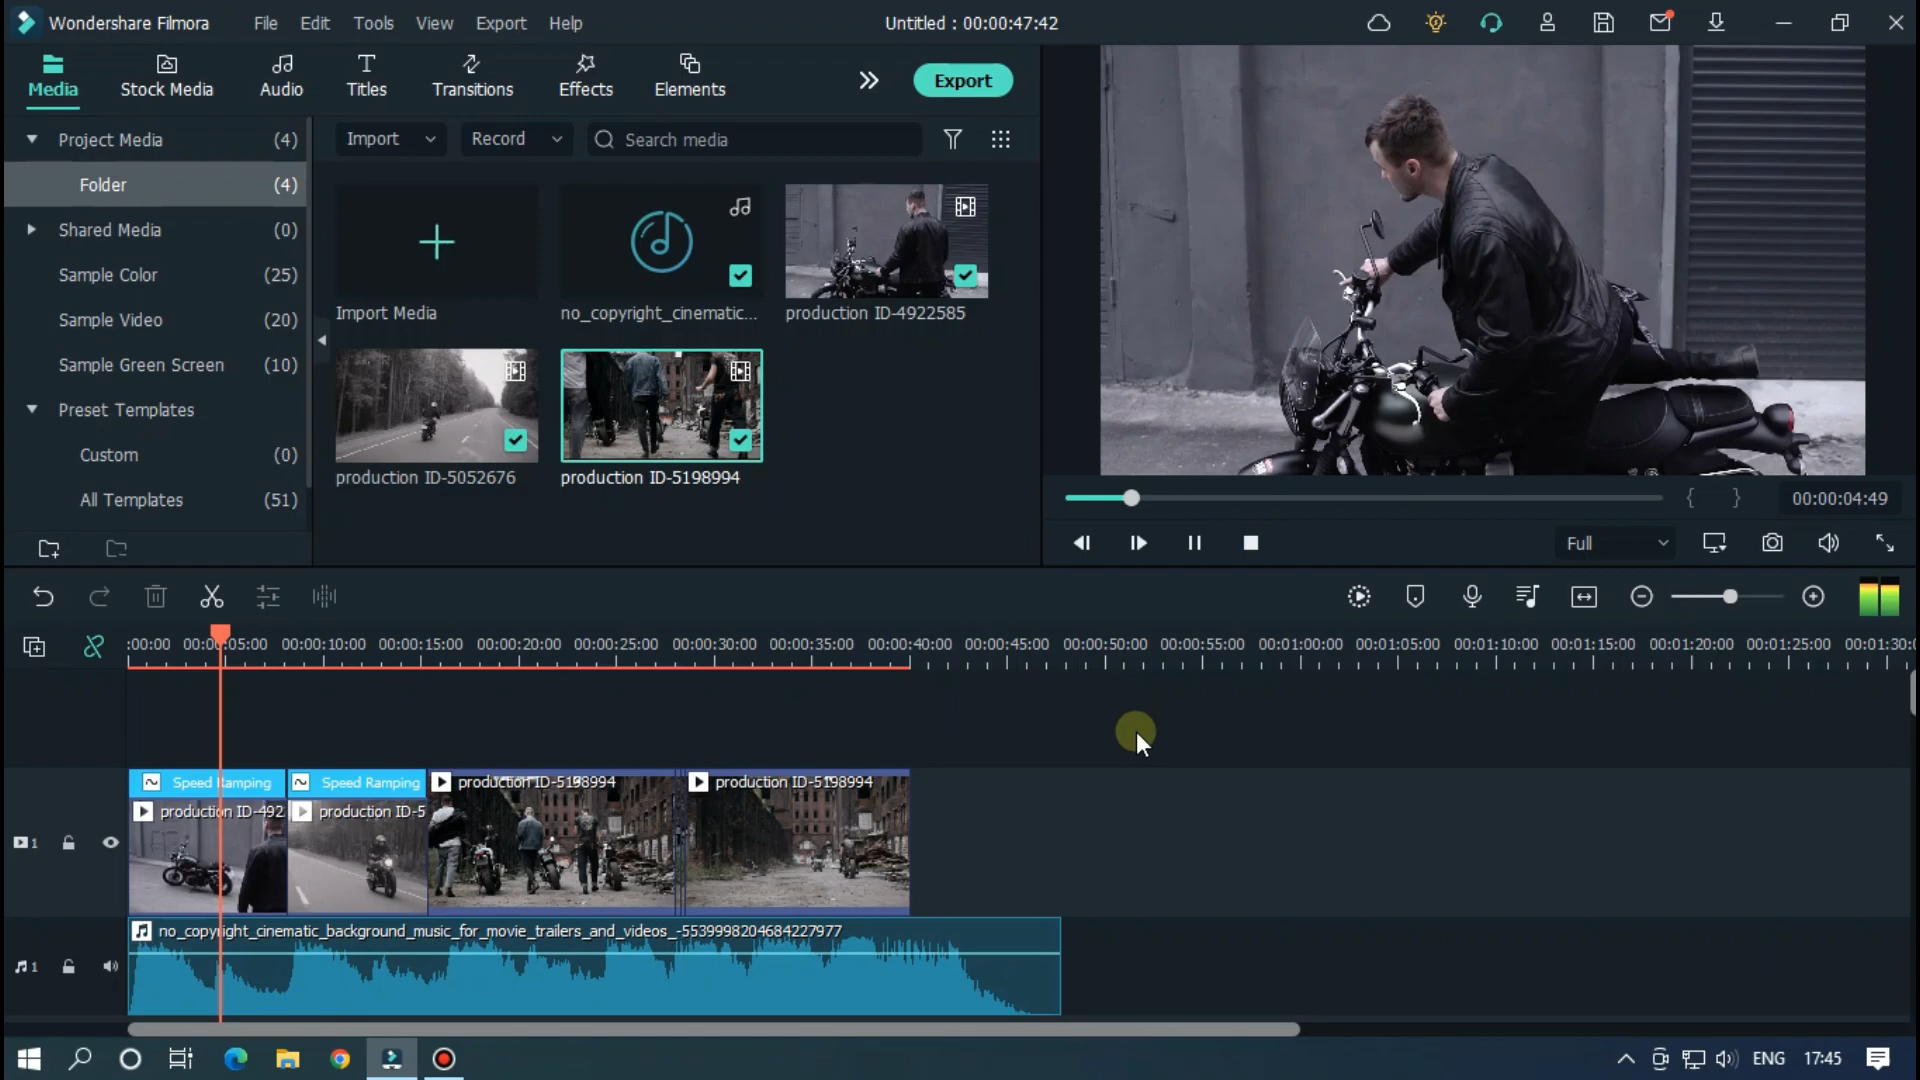 Wondershare Filmora File Edit Tools View Export Help Untitled : 00:00:47:42
Media Stock Media Audio Titles Transitions Effects Elements Export
Project Media (4)
Folder (4)
Shared Media (0)
Sample Color (25)
Sample Video (20)
Sample Green Screen (10)
Preset Templates
Custom (0)
All Templates (51)
Import Record Search media
Import Media
no_copyright_cinematic...
production ID-4922585
production ID-5052676
production ID-5198994
{ } 00:00:04:49
Full
:00:00 00:00:05:00 00:00:10:00 00:00:15:00 00:00:20:00 00:00:25:00 00:00:30:00 00:00:35:00 00:00:40:00 00:00:45:00 00:00:50:00 00:00:55:00 00:01:00:00 00:01:05:00 00:01:10:00 00:01:15:00 00:01:20:00 00:01:25:00 00:01:30:0
Speed Ramping Speed Ramping production ID-5198994 production ID-5198994
production ID-492 production ID-5
1
no_copyright_cinematic_background_music_for_movie_trailers_and_videos_-5539998204684227977
1
ENG 17:45